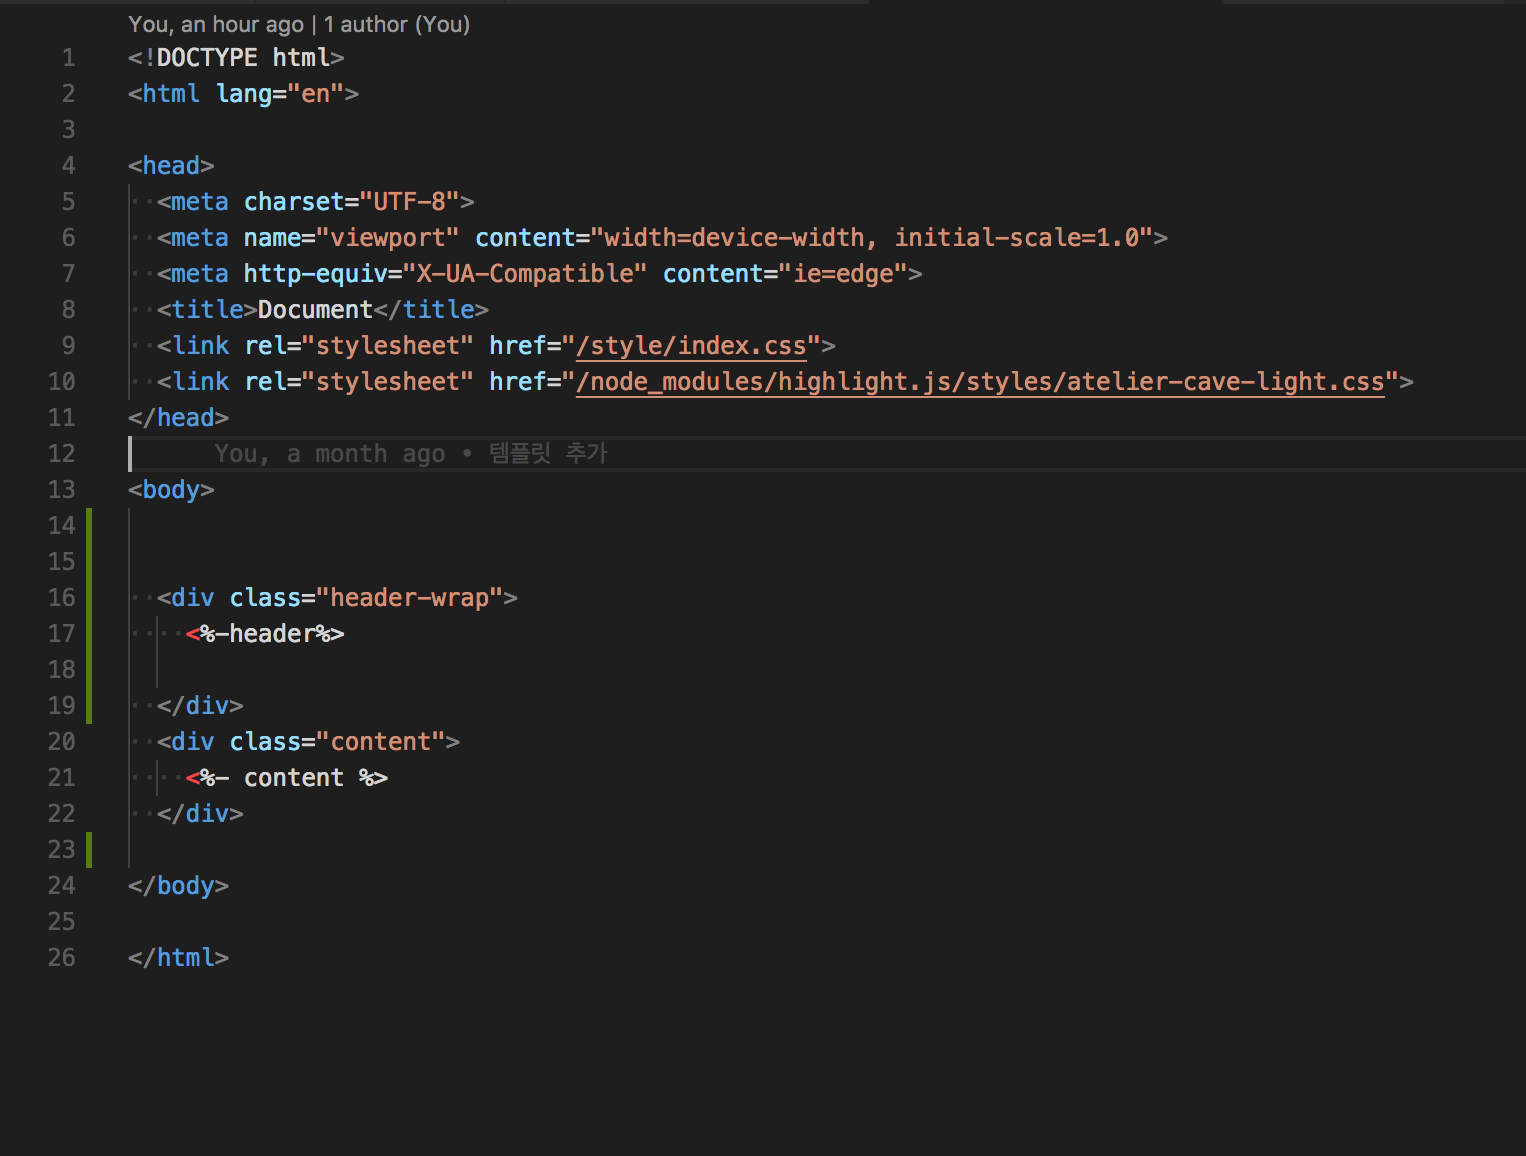 You, an hour ago | 1 author (You)
1 <!DOCTYPE html>
2 <html lang="en">
3
4 <head>
5   <meta charset="UTF-8">
6   <meta name="viewport" content="width=device-width, initial-scale=1.0">
7   <meta http-equiv="X-UA-Compatible" content="ie=edge">
8   <title>Document</title>
9   <link rel="stylesheet" href="/style/index.css">
10   <link rel="stylesheet" href="/node_modules/highlight.js/styles/atelier-cave-light.css">
11 </head>
12       You, a month ago • 템플릿 추가
13 <body>
14
15
16   <div class="header-wrap">
17     <%-header%>
18
19   </div>
20   <div class="content">
21     <%- content %>
22   </div>
23
24 </body>
25
26 </html>